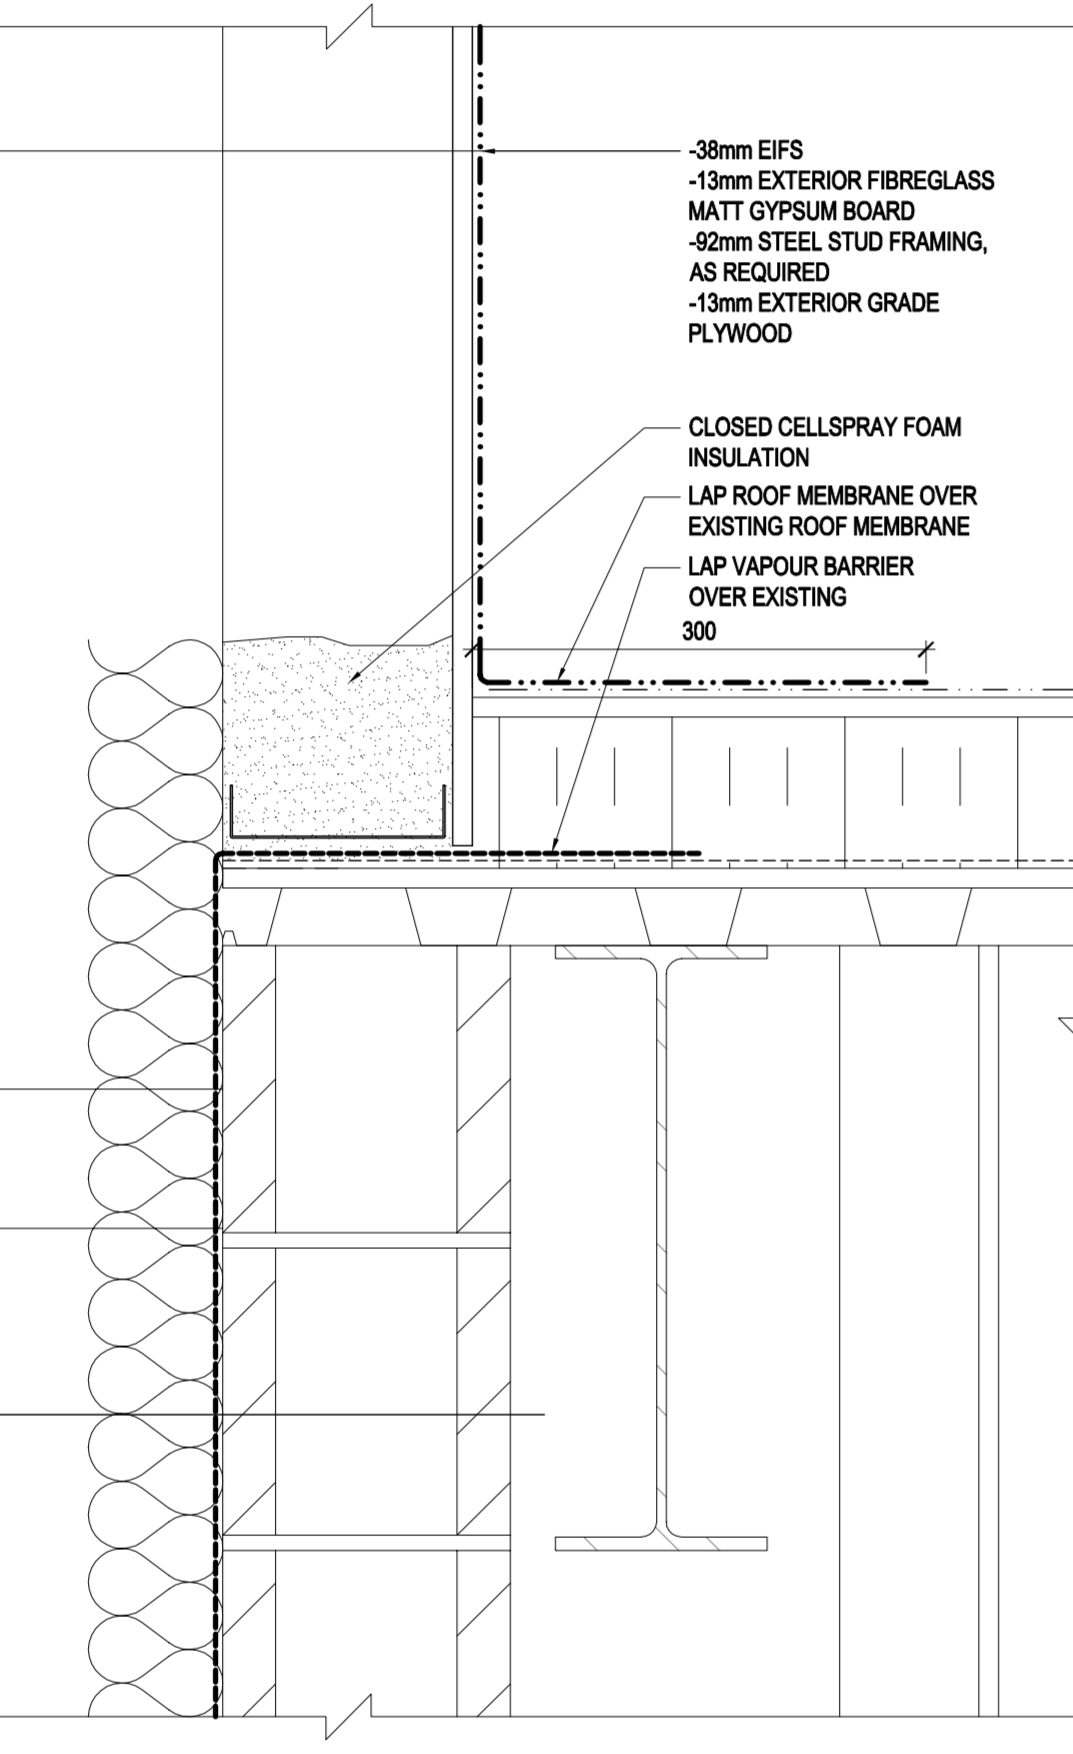 -38mm EIFS
-13mm EXTERIOR FIBREGLASS
MATT GYPSUM BOARD
-92mm STEEL STUD FRAMING,
AS REQUIRED
-13mm EXTERIOR GRADE
PLYWOOD
CLOSED CELLSPRAY FOAM
INSULATION
LAP ROOF MEMBRANE OVER
EXISTING ROOF MEMBRANE
LAP VAPOUR BARRIER
OVER EXISTING
300